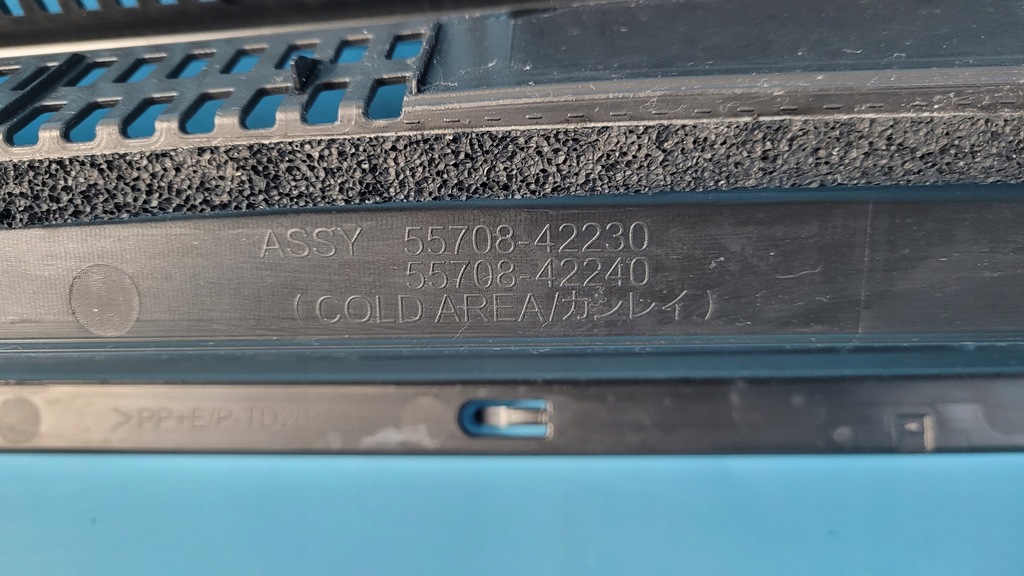 ASSY 55708-42230
55708-42240
(COLD AREA/カンレイ)
>PP+E/P-TD20